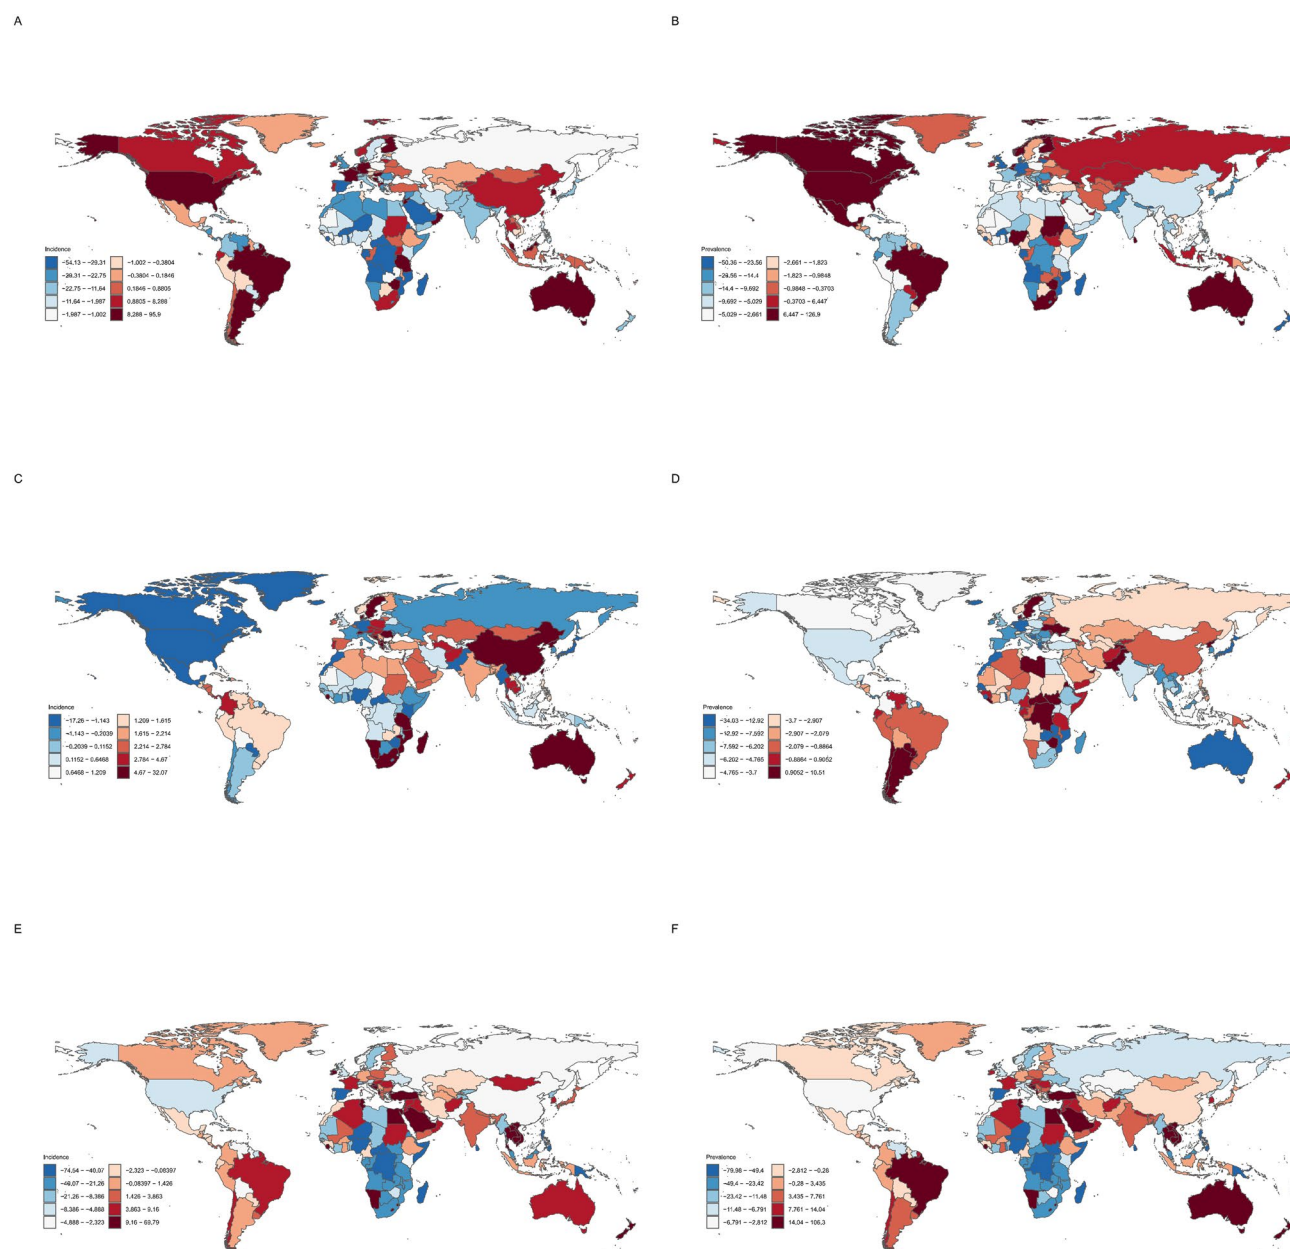 A
B
Incidence
−54.13 − −29.31
−1.002 − −0.3804
−29.31 − −22.75
−0.3804 − 0.1846
−22.75 − −11.64
0.1846 − 0.8805
−11.64 − −1.987
0.8805 − 8.288
−1.987 − −1.002
8.288 − 95.9
Prevalence
−50.36 − −23.56
−2.661 − −1.823
−23.56 − −14.4
−1.823 − −0.9848
−14.4 − −9.692
−0.9848 − −0.3703
−9.692 − −5.029
−0.3703 − 6.447
−5.029 − −2.661
6.447 − 126.9
C
D
Incidence
−17.26 − −1.143
1.209 − 1.615
−1.143 − −0.2039
1.615 − 2.214
−0.2039 − 0.1152
2.214 − 2.784
0.1152 − 0.6468
2.784 − 4.67
0.6468 − 1.209
4.67 − 32.07
Prevalence
−34.03 − −12.92
−3.7 − −2.907
−12.92 − −7.592
−2.907 − −2.079
−7.592 − −6.202
−2.079 − −0.8864
−6.202 − −4.765
−0.8864 − 0.9052
−4.765 − −3.7
0.9052 − 10.51
E
F
Incidence
−74.54 − −40.07
−2.323 − −0.08397
−40.07 − −21.26
−0.08397 − 1.426
−21.26 − −8.386
1.426 − 3.863
−8.386 − −4.888
3.863 − 9.16
−4.888 − −2.323
9.16 − 69.79
Prevalence
−79.98 − −49.4
−2.812 − −0.28
−49.4 − −23.42
−0.28 − 3.435
−23.42 − −11.48
3.435 − 7.761
−11.48 − −6.791
7.761 − 14.04
−6.791 − −2.812
14.04 − 106.3